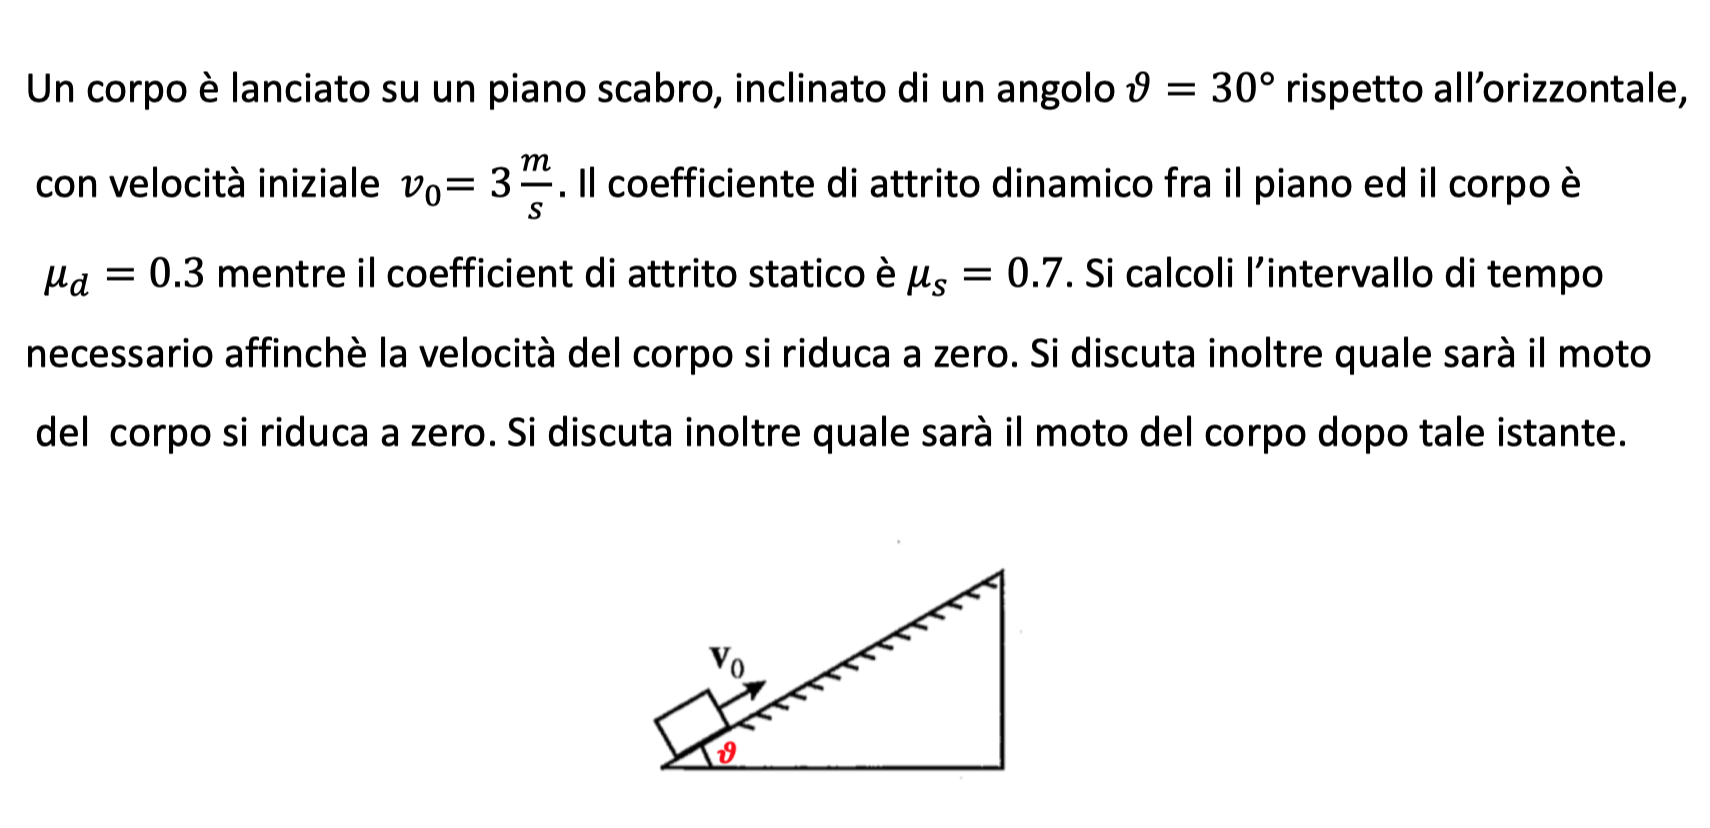 Un corpo è lanciato su un piano scabro, inclinato di un angolo ϑ = 30° rispetto all’orizzontale,
con velocità iniziale v₀= 3 m/s. Il coefficiente di attrito dinamico fra il piano ed il corpo è
μ_d = 0.3 mentre il coefficient di attrito statico è μ_s = 0.7. Si calcoli l’intervallo di tempo
necessario affinchè la velocità del corpo si riduca a zero. Si discuta inoltre quale sarà il moto
del corpo si riduca a zero. Si discuta inoltre quale sarà il moto del corpo dopo tale istante.
v₀
ϑ